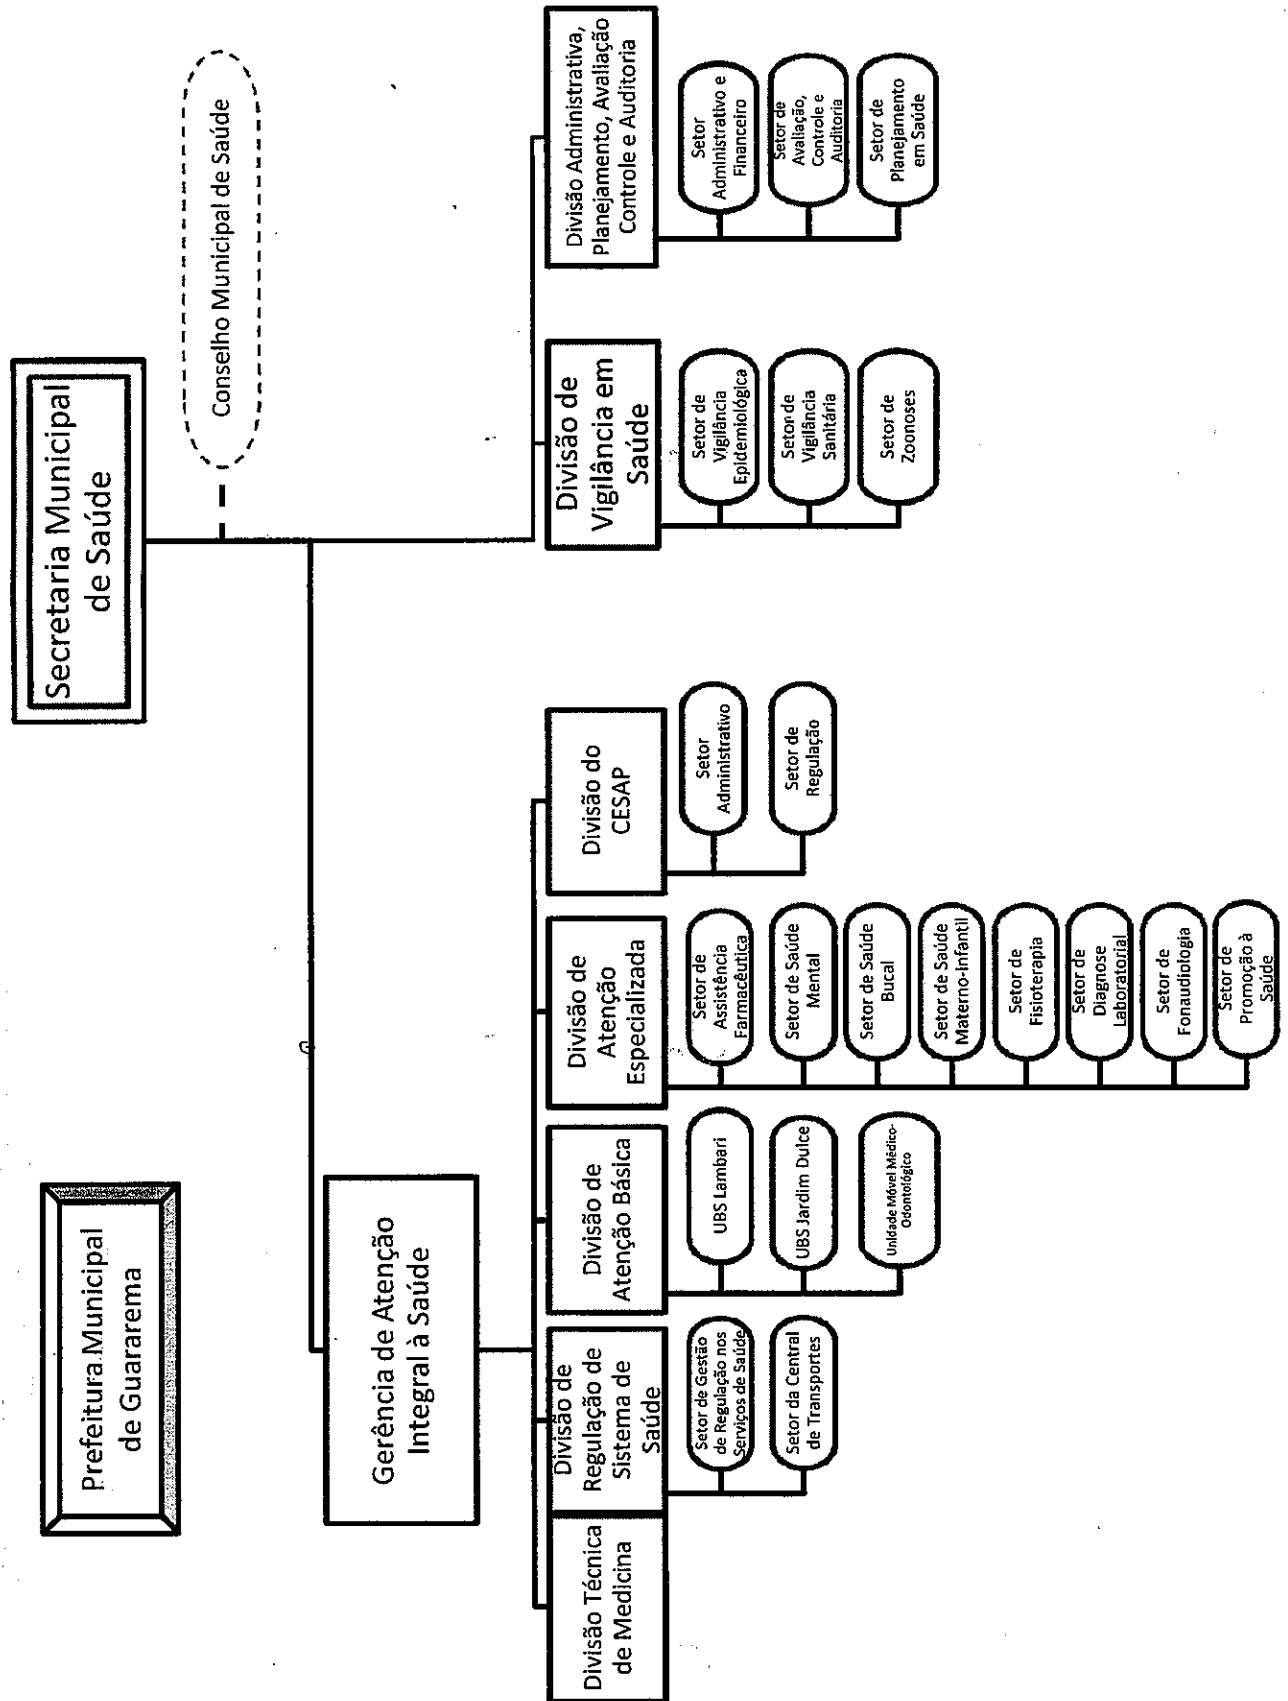 Prefeitura Municipal
de Guararema
Secretaria Municipal
de Saúde
Conselho Municipal de Saúde
Gerência de Atenção
Integral à Saúde
Divisão Técnica
de Medicina
Divisão de
Regulação de
Sistema de
Saúde
Setor de Gestão
de Regulação nos
Serviços de Saúde
Setor da Central
de Transportes
Divisão de
Atenção Básica
UBS Lambari
UBS Jardim Dulce
Unidade Móvel Médico-
Odontológico
Divisão de
Atenção
Especializada
Setor de
Assistência
Farmacêutica
Setor de Saúde
Mental
Setor de Saúde
Bucal
Setor de Saúde
Materno-Infantil
Setor de
Fisioterapia
Setor de
Diagnose
Laboratorial
Setor de
Fonaudiologia
Setor de
Promoção à
Saúde
Divisão do
CESAP
Setor
Administrativo
Setor de
Regulação
Divisão de
Vigilância em
Saúde
Setor de
Vigilância
Epidemiológica
Setor de
Vigilância
Sanitária
Setor de
Zoonoses
Divisão Administrativa,
Planejamento, Avaliação
Controle e Auditoria
Setor
Administrativo e
Financeiro
Setor de
Avaliação,
Controle e
Auditoria
Setor de
Planejamento
em Saúde